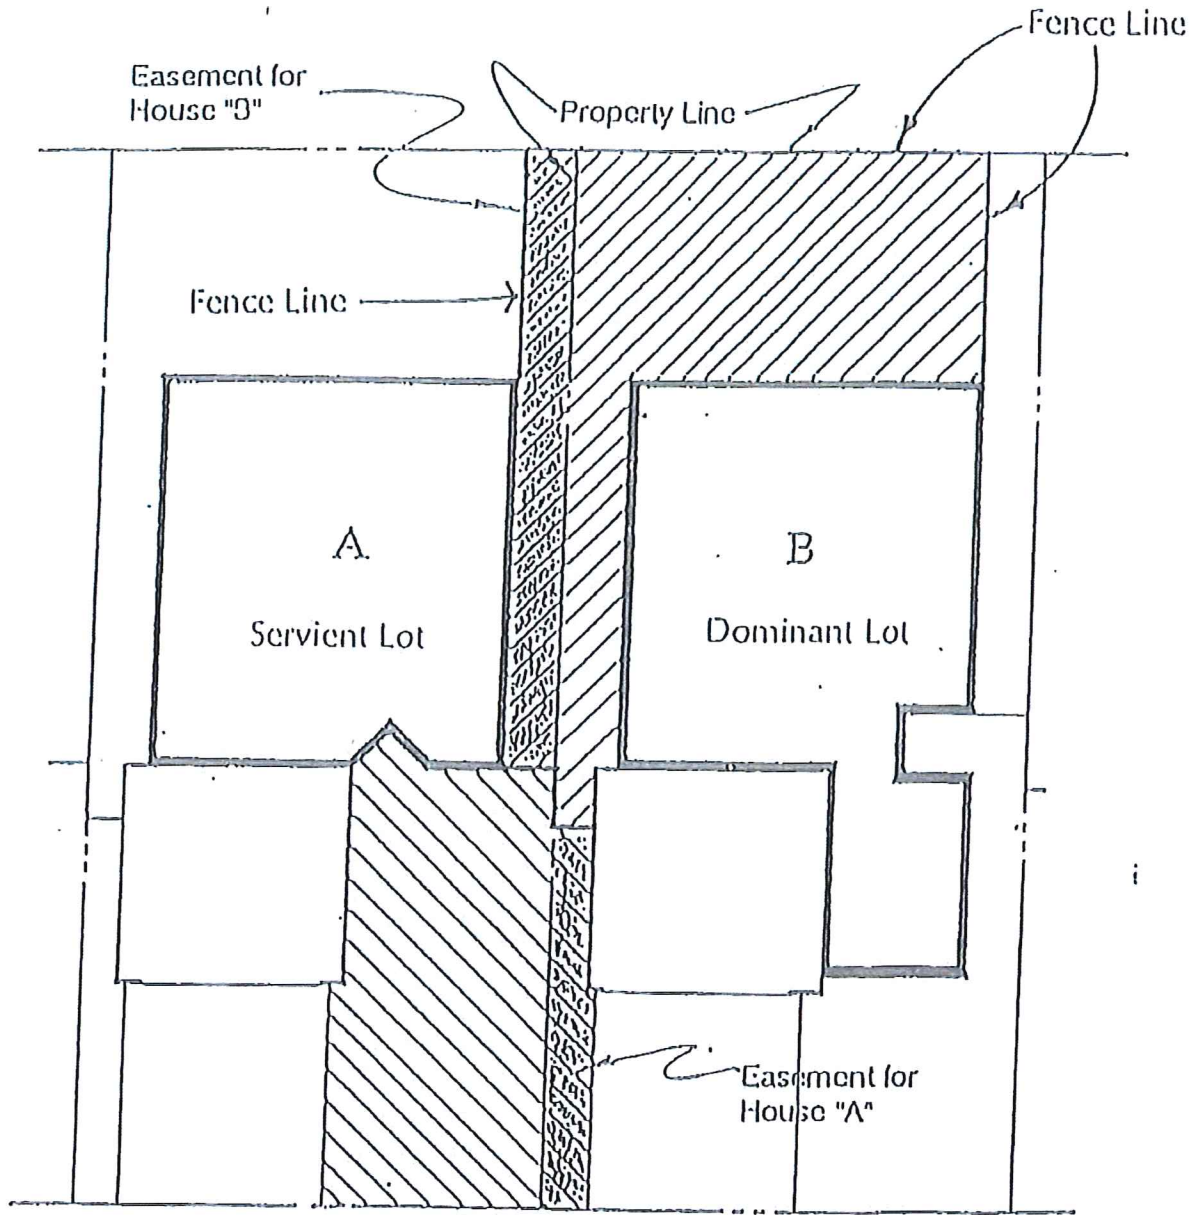 Fence Line
Easement for
House "B"
Property Line
Fence Line
A
Servient Lot
B
Dominant Lot
Easement for
House "A"